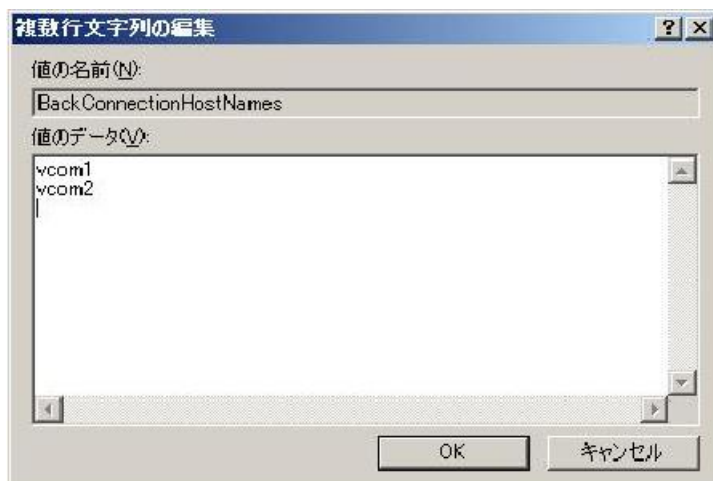 複数行文字列の編集
値の名前(N):
BackConnectionHostNames
値のデータ(V):
vcom1
vcom2
OK
キャンセル